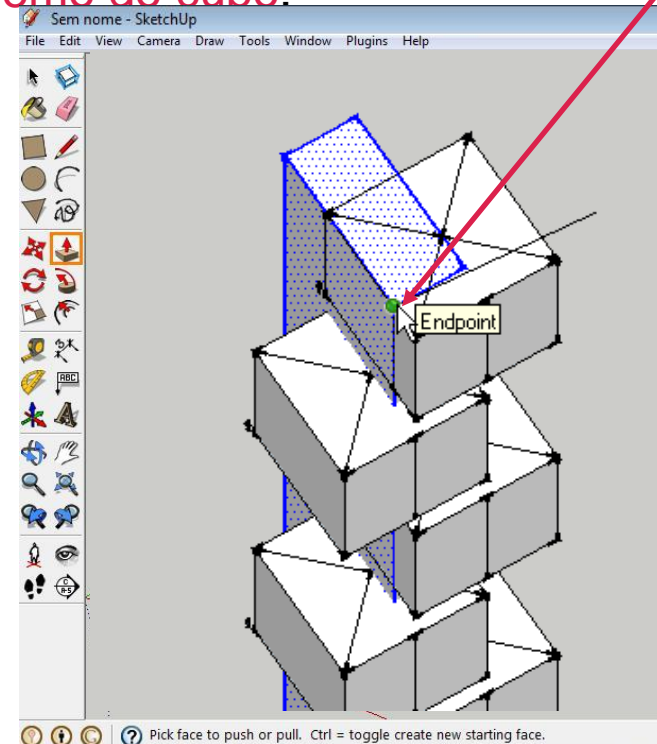 Sem nome - SketchUp
File Edit View Camera Draw Tools Window Plugins Help
ABC
A
Endpoint
Pick face to push or pull. Ctrl = toggle create new starting face.